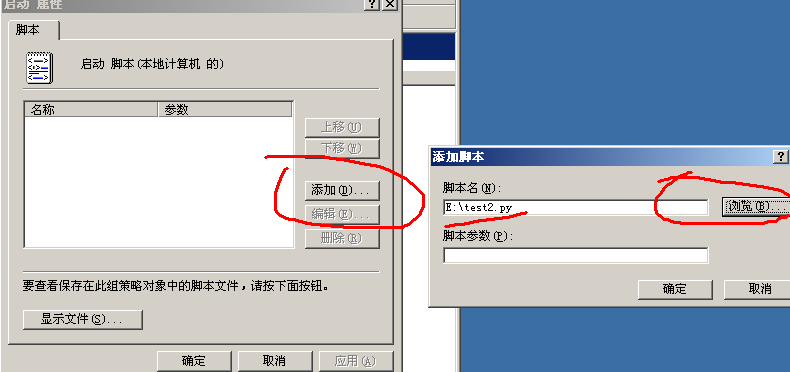 启动 属性
脚本
启动 脚本(本地计算机 的)
名称 参数
上移(U)
下移(W)
添加(D)...
编辑(E)...
删除(R)
要查看保存在此组策略对象中的脚本文件，请按下面按钮。
显示文件(S)...
确定 取消 应用(A)
添加脚本
脚本名(N):
E:\test2.py 浏览(B)...
脚本参数(P):
确定 取消